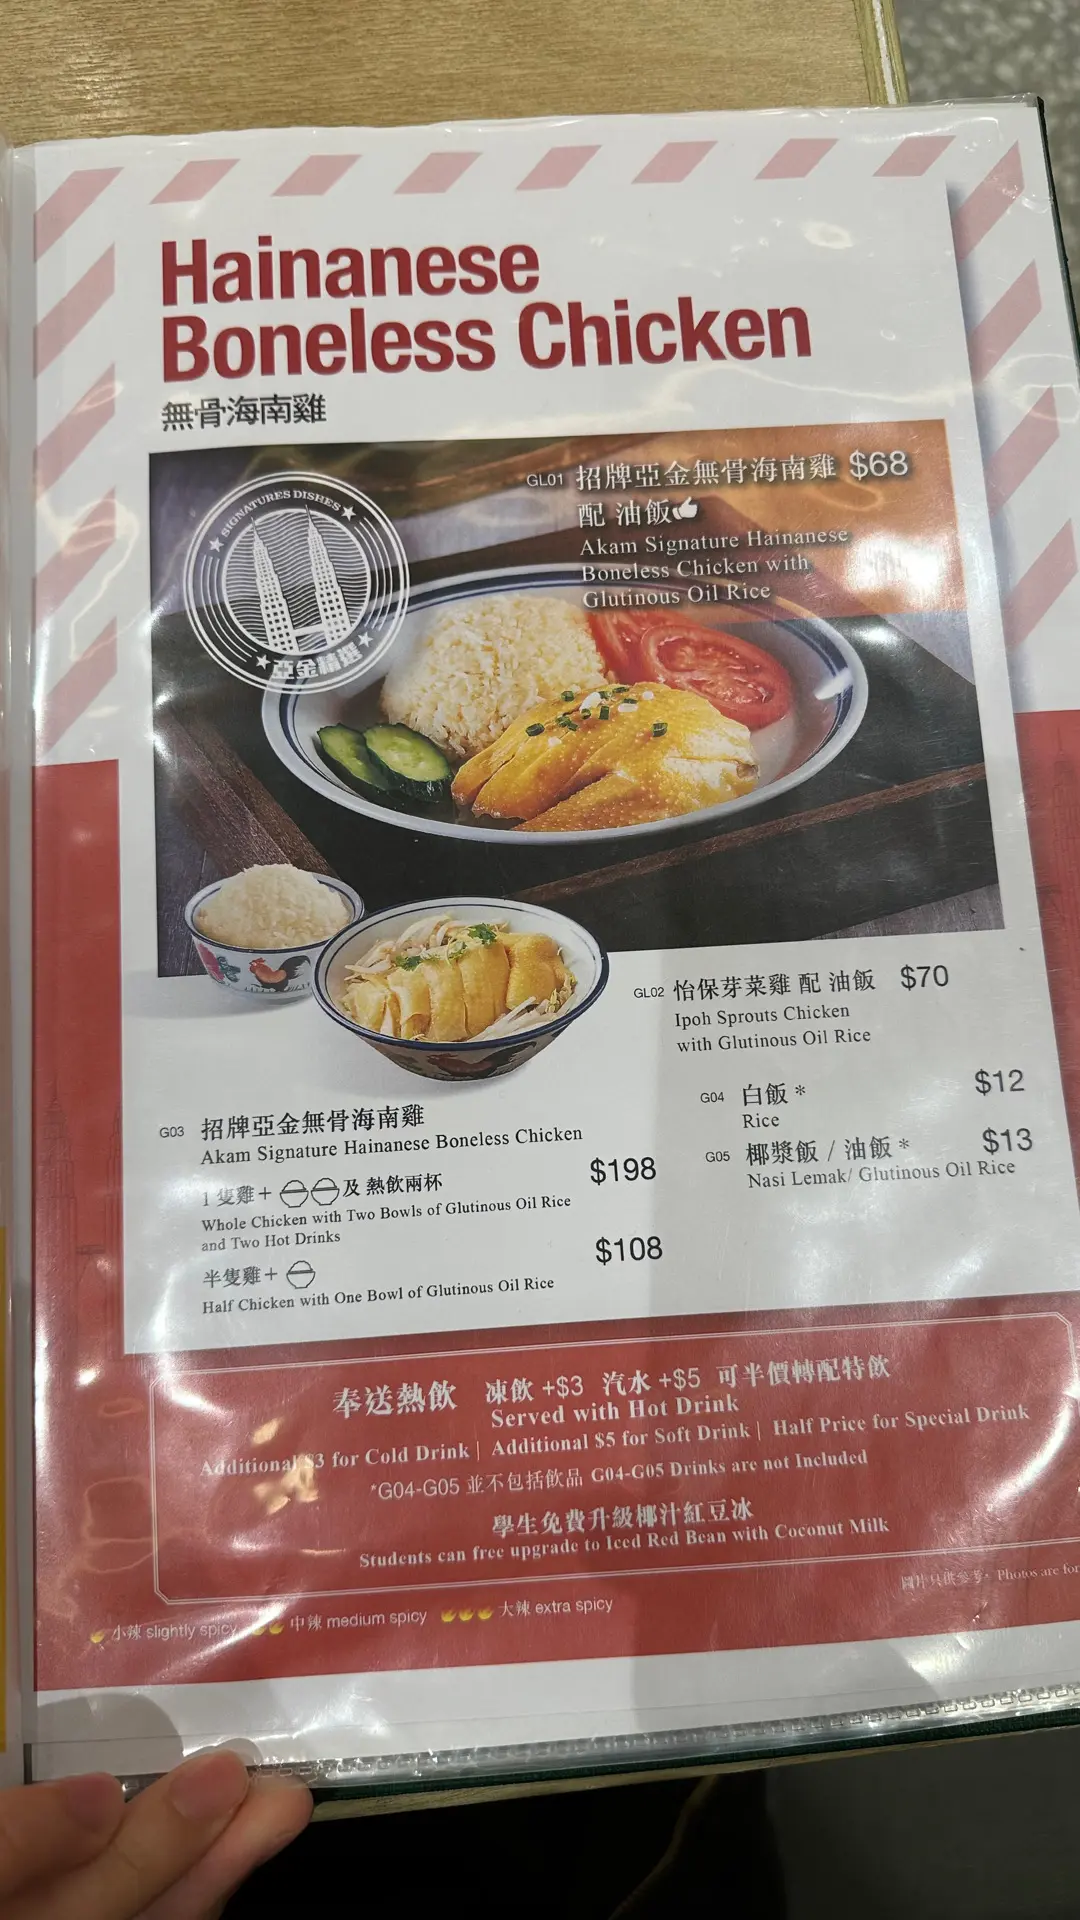 Hainanese
Boneless Chicken
無骨海南雞
SIGNATURES DISHES
亞金精選
GL01 招牌亞金無骨海南雞 $68
配 油飯
Akam Signature Hainanese
Boneless Chicken with
Glutinous Oil Rice
GL02 怡保芽菜雞 配 油飯 $70
Ipoh Sprouts Chicken
with Glutinous Oil Rice
G04 白飯 * $12
Rice
G05 椰漿飯 / 油飯 * $13
Nasi Lemak/ Glutinous Oil Rice
G03 招牌亞金無骨海南雞
Akam Signature Hainanese Boneless Chicken
1 隻雞+ 及 熱飲兩杯 $198
Whole Chicken with Two Bowls of Glutinous Oil Rice
and Two Hot Drinks
半隻雞+ $108
Half Chicken with One Bowl of Glutinous Oil Rice
奉送熱飲 凍飲 +$3 汽水 +$5 可半價轉配特飲
Served with Hot Drink
Additional $3 for Cold Drink | Additional $5 for Soft Drink | Half Price for Special Drink
*G04-G05 並不包括飲品 G04-G05 Drinks are not Included
學生免費升級椰汁紅豆冰
Students can free upgrade to Iced Red Bean with Coconut Milk
圖片只供參考。 Photos are for
小辣 slightly spicy 中辣 medium spicy 大辣 extra spicy